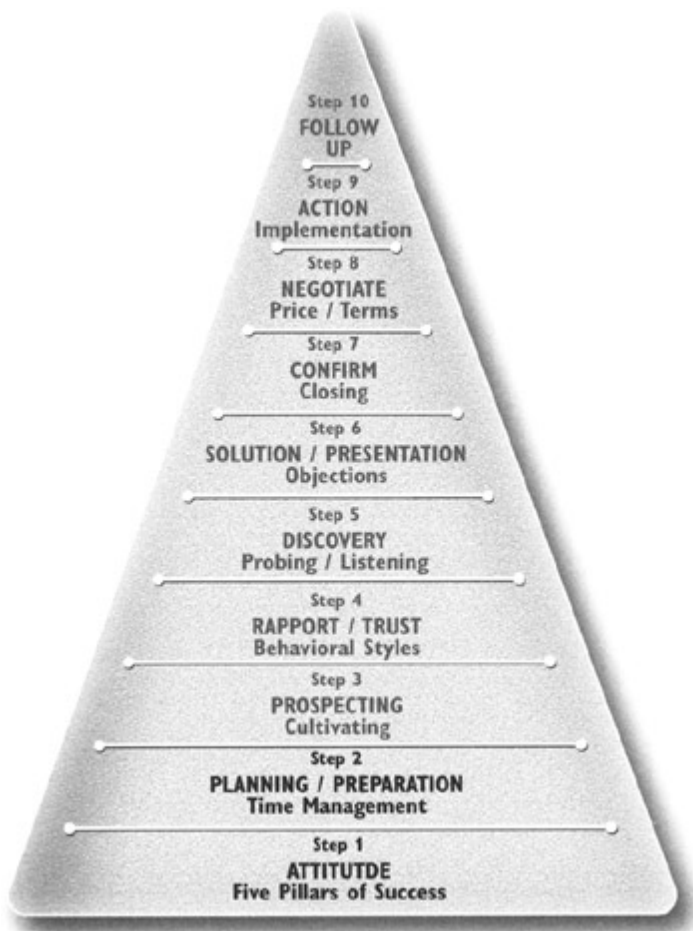 Step 10
FOLLOW
UP
Step 9
ACTION
Implementation
Step 8
NEGOTIATE
Price / Terms
Step 7
CONFIRM
Closing
Step 6
SOLUTION / PRESENTATION
Objections
Step 5
DISCOVERY
Probing / Listening
Step 4
RAPPORT / TRUST
Behavioral Styles
Step 3
PROSPECTING
Cultivating
Step 2
PLANNING / PREPARATION
Time Management
Step 1
ATTITUTDE
Five Pillars of Success